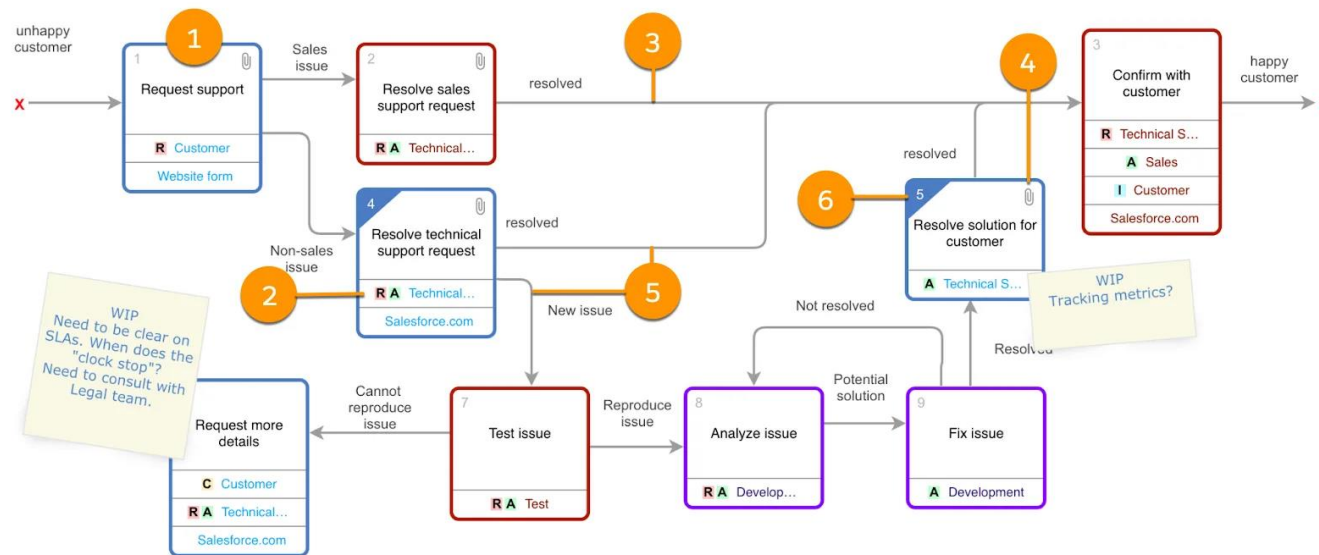 unhappy
customer
X
1
1
Request support
R Customer
Website form
Sales
issue
2
Resolve sales
support request
R A Technical...
resolved
3
4
3
Confirm with
customer
R Technical S...
A Sales
I Customer
Salesforce.com
happy
customer
Non-sales
issue
2
4
Resolve technical
support request
R A Technical...
Salesforce.com
resolved
5
New issue
6
5
Resolve solution for
customer
A Technical S...
resolved
WIP
Tracking metrics?
WIP
Need to be clear on
SLAs. When does the
"clock stop"?
Need to consult with
Legal team.
Request more
details
C Customer
R A Technical...
Salesforce.com
Cannot
reproduce
issue
7
Test issue
R A Test
Reproduce
issue
8
Analyze issue
R A Develop...
Not resolved
Potential
solution
9
Fix issue
A Development
Resolved